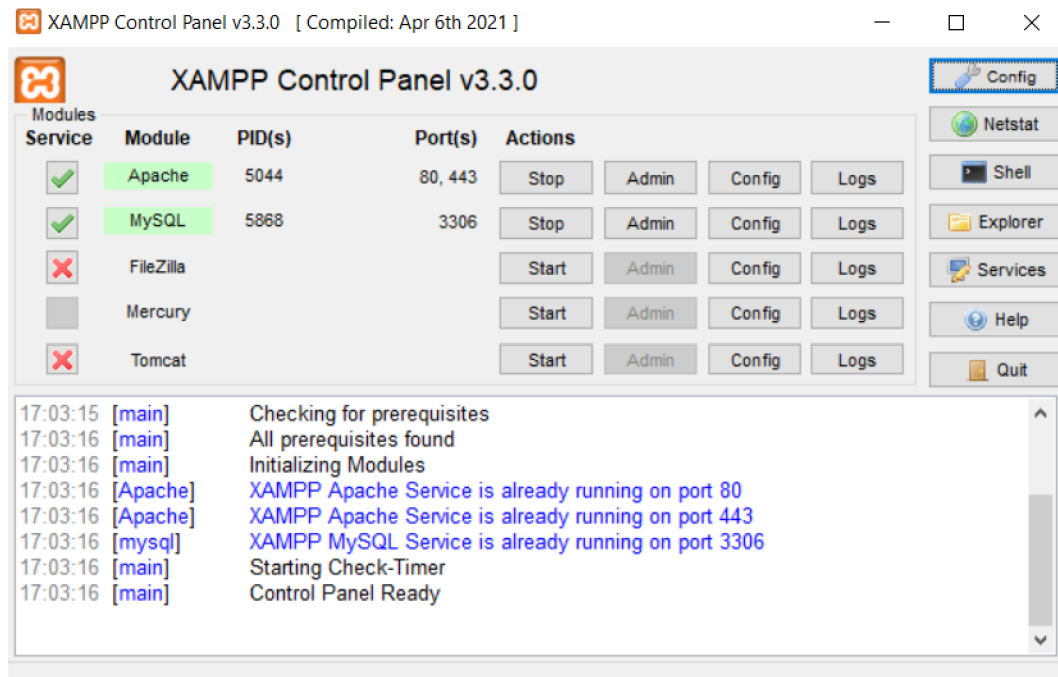 XAMPP Control Panel v3.3.0 [ Compiled: Apr 6th 2021 ]
XAMPP Control Panel v3.3.0
Config
Modules
Service Module PID(s) Port(s) Actions
Netstat
Apache 5044 80, 443 Stop Admin Config Logs
Shell
MySQL 5868 3306 Stop Admin Config Logs
Explorer
FileZilla Start Admin Config Logs
Services
Mercury Start Admin Config Logs
Help
Tomcat Start Admin Config Logs
Quit
17:03:15 [main] Checking for prerequisites
17:03:16 [main] All prerequisites found
17:03:16 [main] Initializing Modules
17:03:16 [Apache] XAMPP Apache Service is already running on port 80
17:03:16 [Apache] XAMPP Apache Service is already running on port 443
17:03:16 [mysql] XAMPP MySQL Service is already running on port 3306
17:03:16 [main] Starting Check-Timer
17:03:16 [main] Control Panel Ready